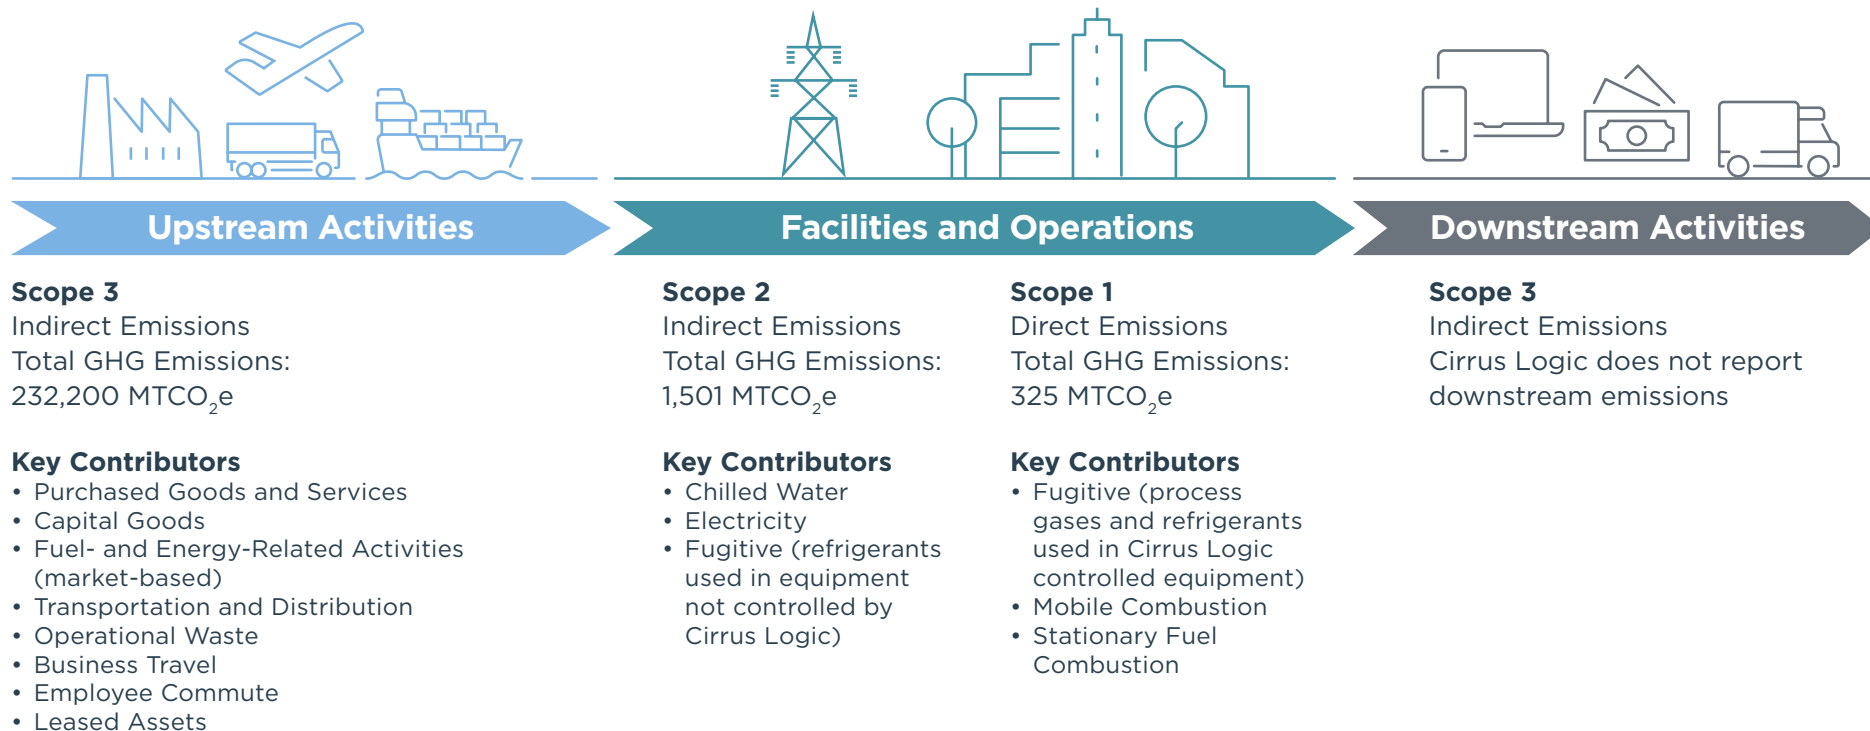 Upstream Activities
Facilities and Operations
Downstream Activities
Scope 3
Indirect Emissions
Total GHG Emissions:
232,200 MTCO₂e
Key Contributors
• Purchased Goods and Services
• Capital Goods
• Fuel- and Energy-Related Activities
(market-based)
• Transportation and Distribution
• Operational Waste
• Business Travel
• Employee Commute
• Leased Assets
Scope 2
Indirect Emissions
Total GHG Emissions:
1,501 MTCO₂e
Key Contributors
• Chilled Water
• Electricity
• Fugitive (refrigerants
used in equipment
not controlled by
Cirrus Logic)
Scope 1
Direct Emissions
Total GHG Emissions:
325 MTCO₂e
Key Contributors
• Fugitive (process
gases and refrigerants
used in Cirrus Logic
controlled equipment)
• Mobile Combustion
• Stationary Fuel
Combustion
Scope 3
Indirect Emissions
Cirrus Logic does not report
downstream emissions